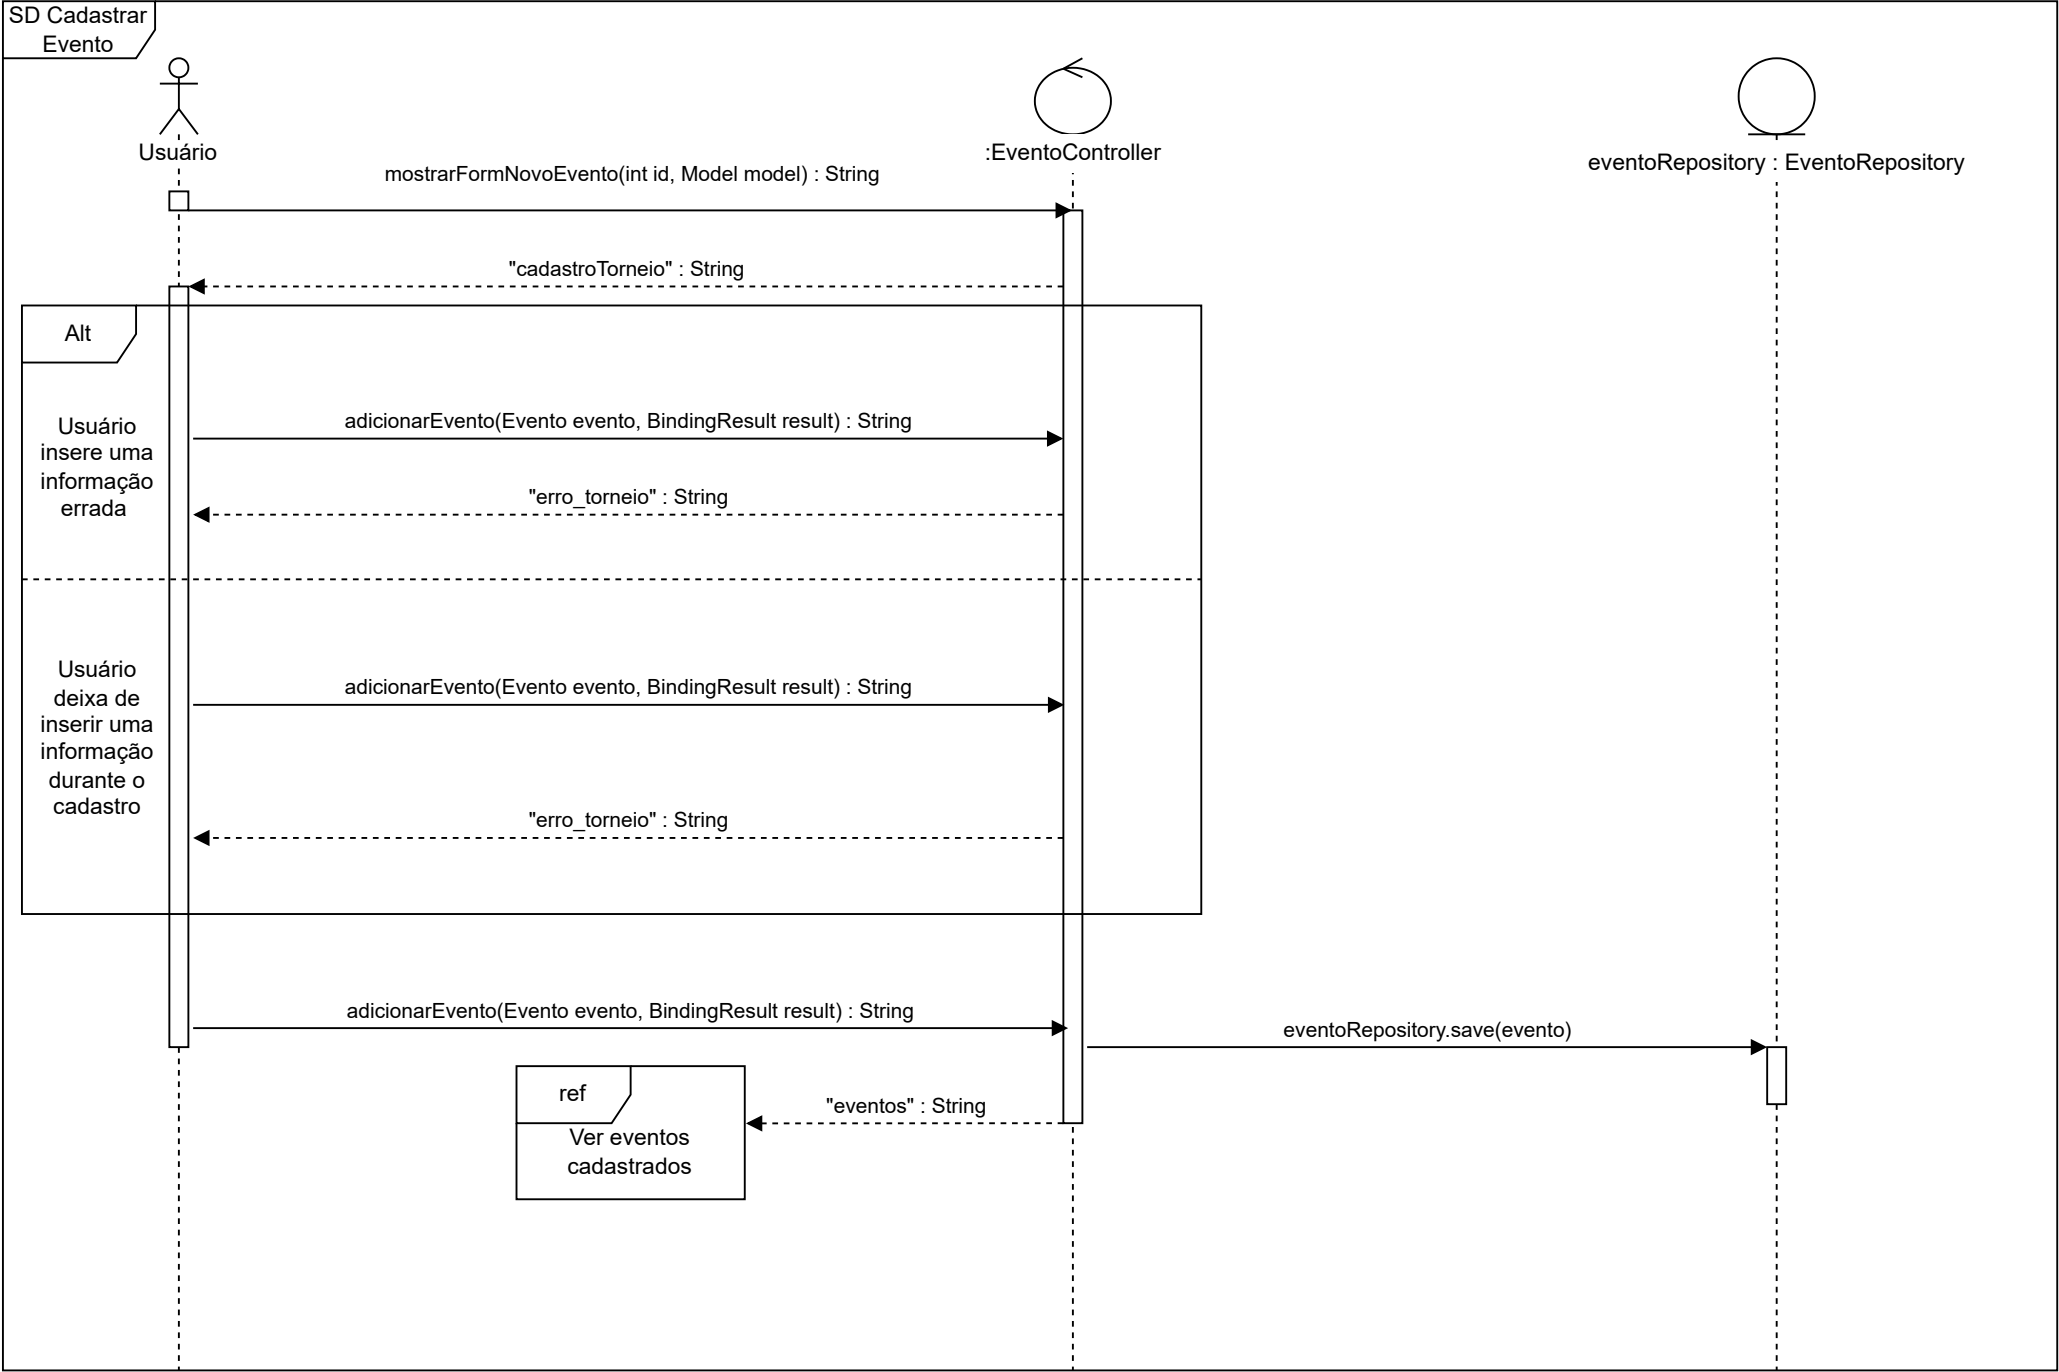 SD Cadastrar
Evento
Usuário
:EventoController
eventoRepository : EventoRepository
mostrarFormNovoEvento(int id, Model model) : String
"cadastroTorneio" : String
Alt
Usuário
insere uma
informação
errada
adicionarEvento(Evento evento, BindingResult result) : String
"erro_torneio" : String
Usuário
deixa de
inserir uma
informação
durante o
cadastro
adicionarEvento(Evento evento, BindingResult result) : String
"erro_torneio" : String
adicionarEvento(Evento evento, BindingResult result) : String
eventoRepository.save(evento)
ref
"eventos" : String
Ver eventos
cadastrados